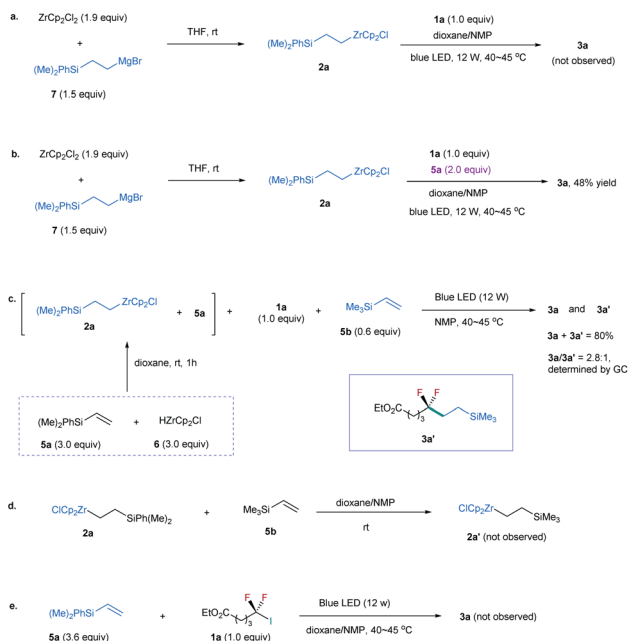 a.
ZrCp2Cl2 (1.9 equiv)
+
(Me)2PhSi MgBr
7 (1.5 equiv)
THF, rt
(Me)2PhSi ZrCp2Cl
2a
1a (1.0 equiv)
dioxane/NMP
blue LED, 12 W, 40~45 °C
3a
(not observed)
b.
ZrCp2Cl2 (1.9 equiv)
+
(Me)2PhSi MgBr
7 (1.5 equiv)
THF, rt
(Me)2PhSi ZrCp2Cl
2a
1a (1.0 equiv)
5a (2.0 equiv)
dioxane/NMP
blue LED, 12 W, 40~45 °C
3a, 48% yield
c.
(Me)2PhSi ZrCp2Cl + 5a
2a
+ 1a
(1.0 equiv)
+ Me3Si
5b (0.6 equiv)
Blue LED (12 W)
NMP, 40~45 °C
3a and 3a'
3a + 3a' = 80%
3a/3a' = 2.8:1,
determined by GC
dioxane, rt, 1h
(Me)2PhSi + HZrCp2Cl
5a (3.0 equiv) 6 (3.0 equiv)
F F
EtO2C ( )3 SiMe3
3a'
d.
ClCp2Zr SiPh(Me)2
2a
+ Me3Si
5b
dioxane/NMP
rt
ClCp2Zr SiMe3
2a' (not observed)
e.
(Me)2PhSi
5a (3.6 equiv)
+
F F
EtO2C ( )3 I
1a (1.0 equiv)
Blue LED (12 w)
dioxane/NMP, 40~45 °C
3a (not observed)